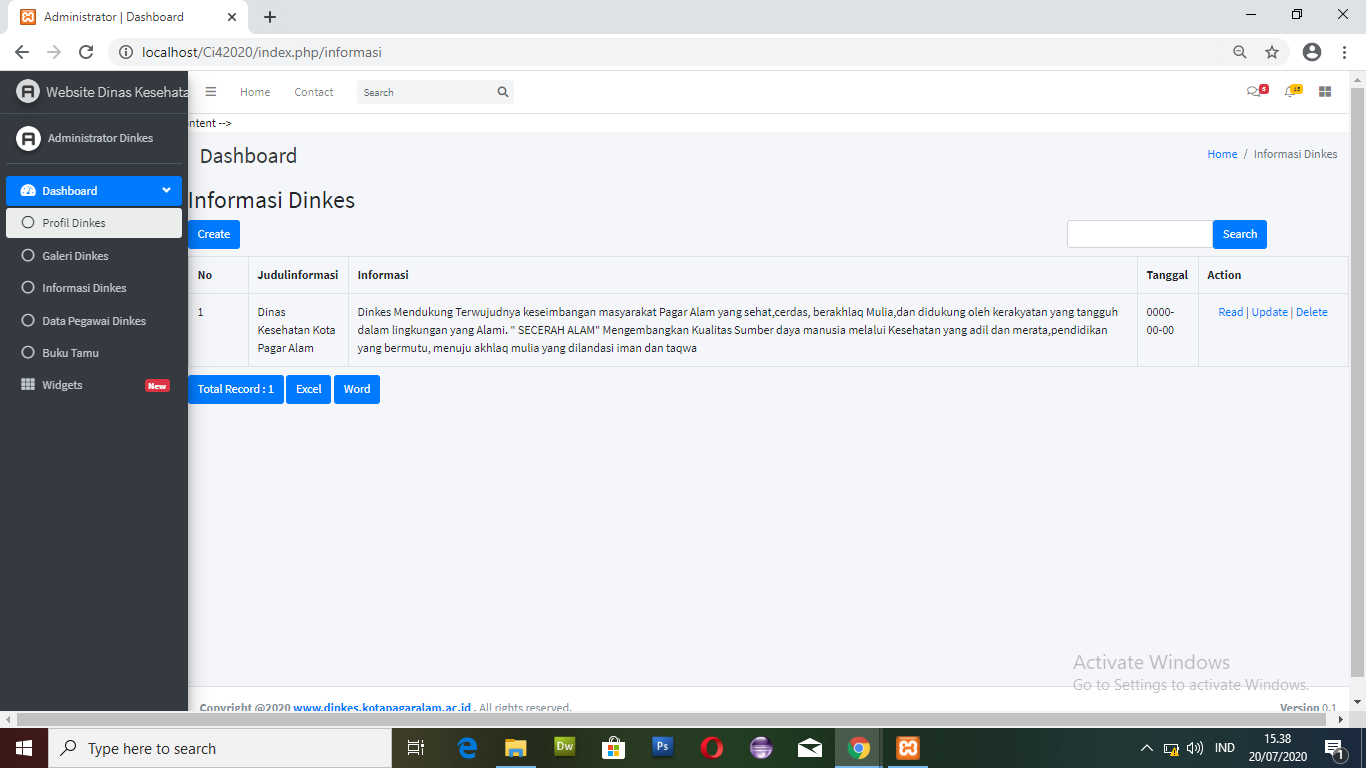 Administrator | Dashboard
localhost/Ci42020/index.php/informasi
Website Dinas Kesehata
Home
Contact
Search
ntent -->
Administrator Dinkes
Dashboard
Home / Informasi Dinkes
Dashboard
Profil Dinkes
Galeri Dinkes
Informasi Dinkes
Data Pegawai Dinkes
Buku Tamu
Widgets
New
Informasi Dinkes
Create
Search
No
Judulinformasi
Informasi
Tanggal
Action
1
Dinas
Kesehatan Kota
Pagar Alam
Dinkes Mendukung Terwujudnya keseimbangan masyarakat Pagar Alam yang sehat,cerdas, berakhlaq Mulia,dan didukung oleh kerakyatan yang tangguh
dalam lingkungan yang Alami. " SECERAH ALAM" Mengembangkan Kualitas Sumber daya manusia melalui Kesehatan yang adil dan merata,pendidikan
yang bermutu, menuju akhlaq mulia yang dilandasi iman dan taqwa
0000-
00-00
Read | Update | Delete
Total Record : 1
Excel
Word
Activate Windows
Go to Settings to activate Windows.
Copyright @2020 www.dinkes.kotapagaralam.ac.id . All rights reserved.
Version 0.1
Type here to search
Dw
Ps
IND
15.38
20/07/2020
1